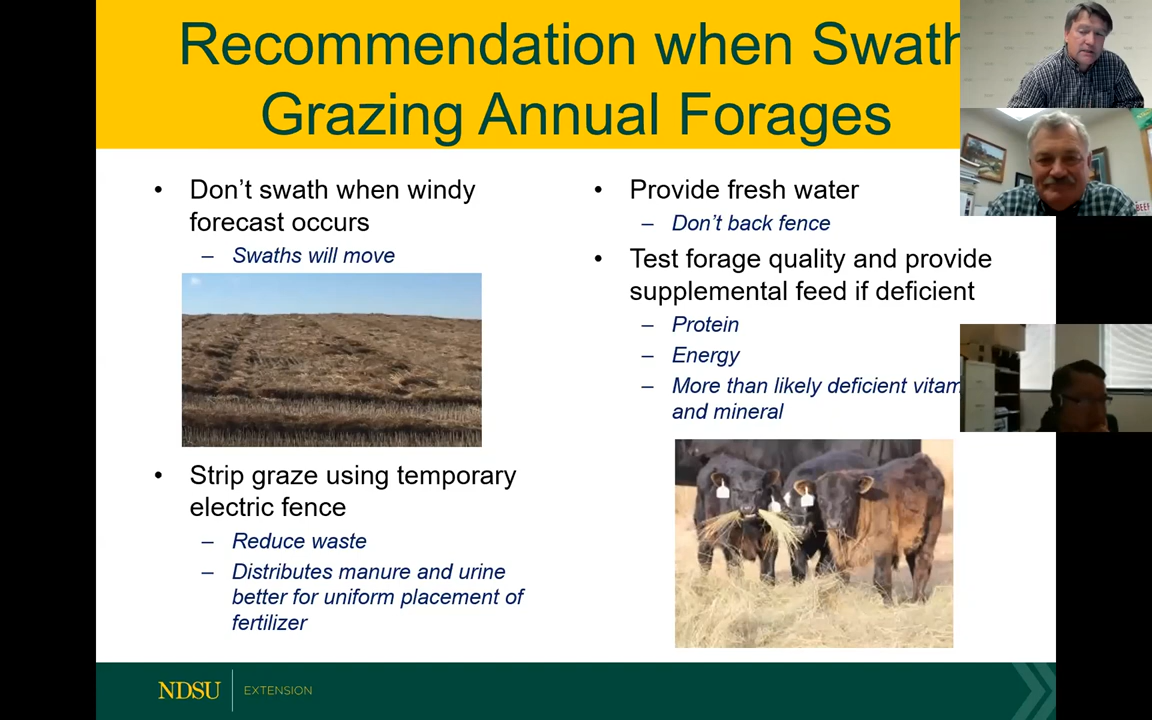 Recommendation when Swath
Grazing Annual Forages
• Don't swath when windy
forecast occurs
– Swaths will move
• Strip graze using temporary
electric fence
– Reduce waste
– Distributes manure and urine
better for uniform placement of
fertilizer
• Provide fresh water
– Don't back fence
• Test forage quality and provide
supplemental feed if deficient
– Protein
– Energy
– More than likely deficient vitam
and mineral
BEEF
NDSU EXTENSION